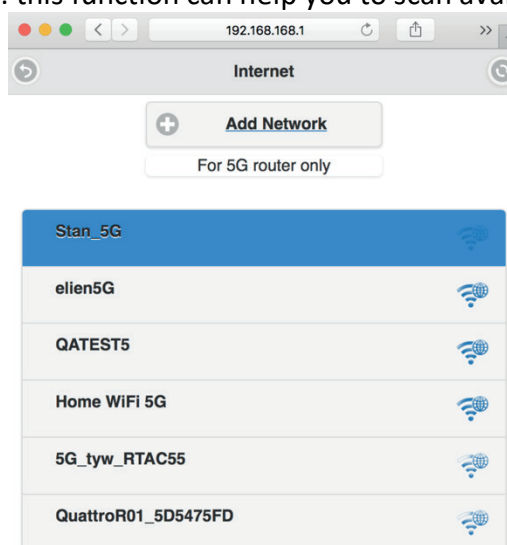 . this function can help you to scan avai
192.168.168.1
Internet
Add Network
For 5G router only
Stan_5G
elien5G
QATEST5
Home WiFi 5G
5G_tyw_RTAC55
QuattroR01_5D5475FD